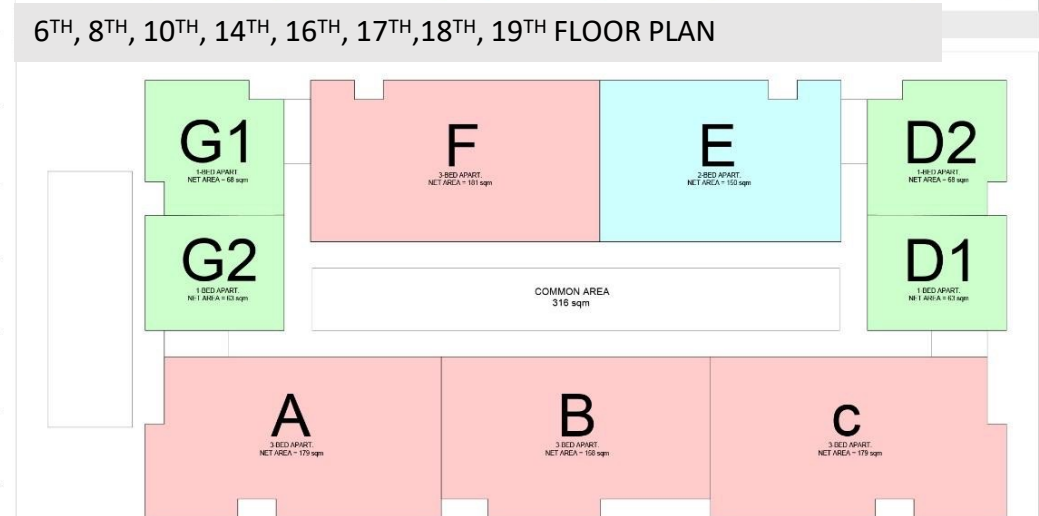 6TH, 8TH, 10TH, 14TH, 16TH, 17TH,18TH, 19TH FLOOR PLAN
G1
1-BED APART.
NET AREA = 68 sqm
F
3-BED APART.
NET AREA = 181 sqm
E
2-BED APART.
NET AREA = 150 sqm
D2
1-BED APART.
NET AREA = 68 sqm
G2
1-BED APART.
NET AREA = 63 sqm
D1
1-BED APART.
NET AREA = 63 sqm
COMMON AREA
316 sqm
A
3-BED APART.
NET AREA = 179 sqm
B
3-BED APART.
NET AREA = 168 sqm
c
3-BED APART.
NET AREA = 179 sqm